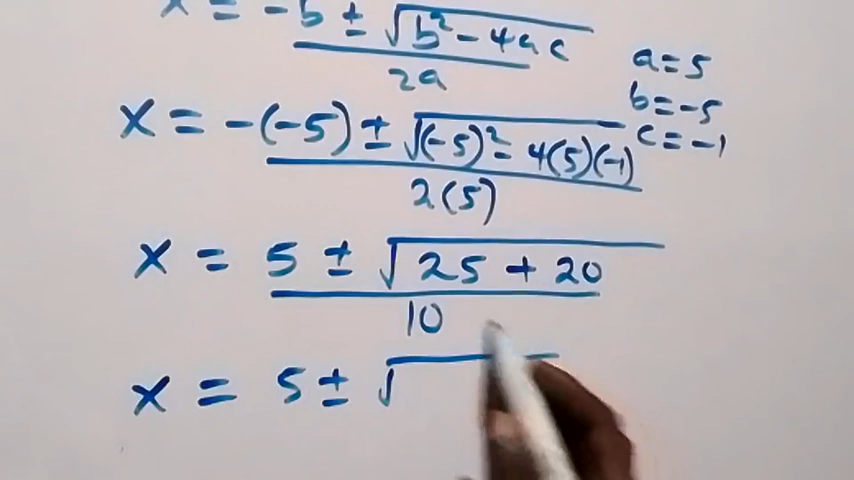 x = -b ± √b² - 4ac
2a
a = 5
b = -5
c = -1
x = -(-5) ± √(-5)² - 4(5)(-1)
2(5)
x = 5 ± √25 + 20
10
x = 5 ± √